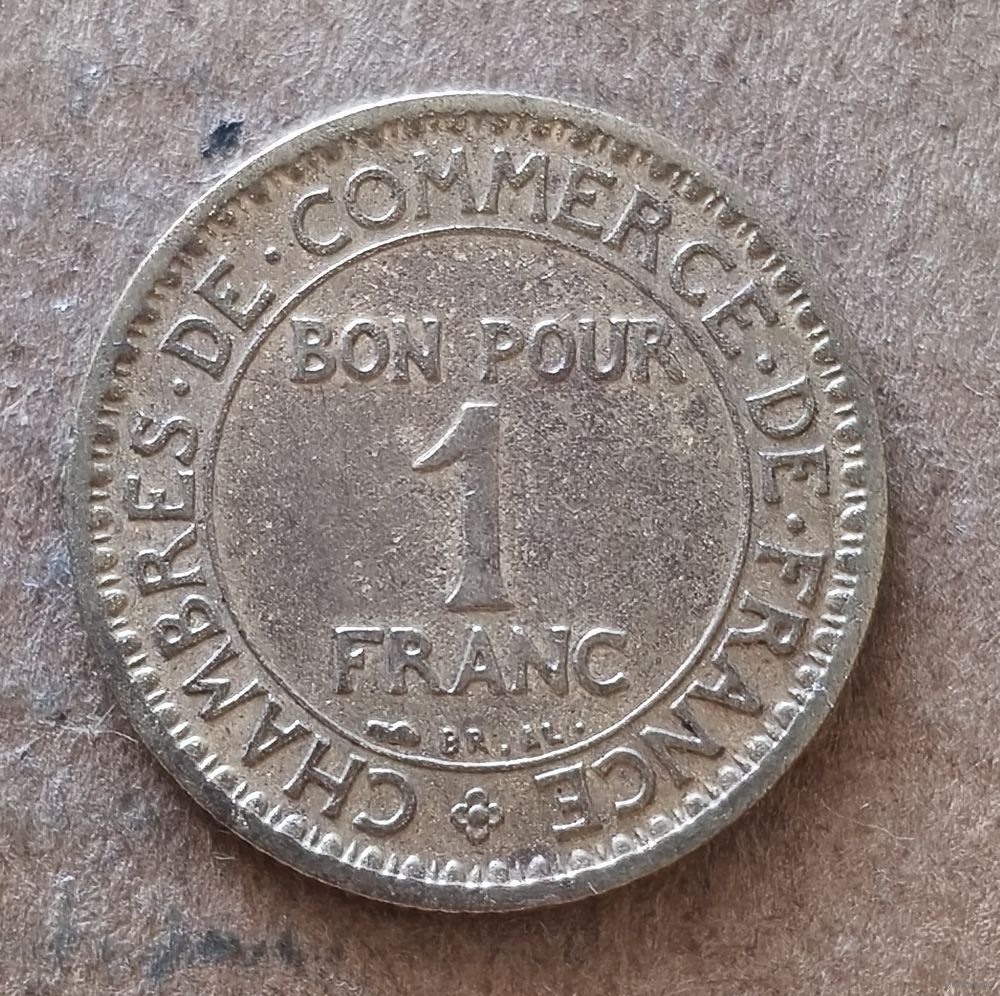 CHAMBRES·DE·COMMERCE·DE·FRANCE
BON POUR
1
FRANC
BR. AL.